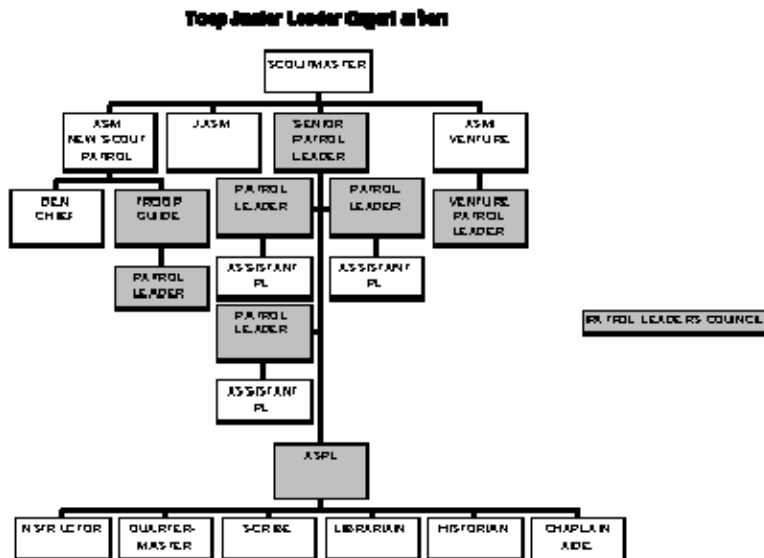 Troop Junior Leader Organization
SCOUTMASTER
ASM
NEW SCOUT
PATROL
JASM
SENIOR
PATROL
LEADER
ASM
VENTURE
DEN
CHIEF
TROOP
GUIDE
PATROL
LEADER
PATROL
LEADER
VENTURE
PATROL
LEADER
PATROL
LEADER
ASSISTANT
PL
ASSISTANT
PL
PATROL
LEADER
PATROL LEADERS COUNCIL
ASSISTANT
PL
ASPL
INSTRUCTOR
QUARTER-
MASTER
SCRIBE
LIBRARIAN
HISTORIAN
CHAPLAIN
AIDE